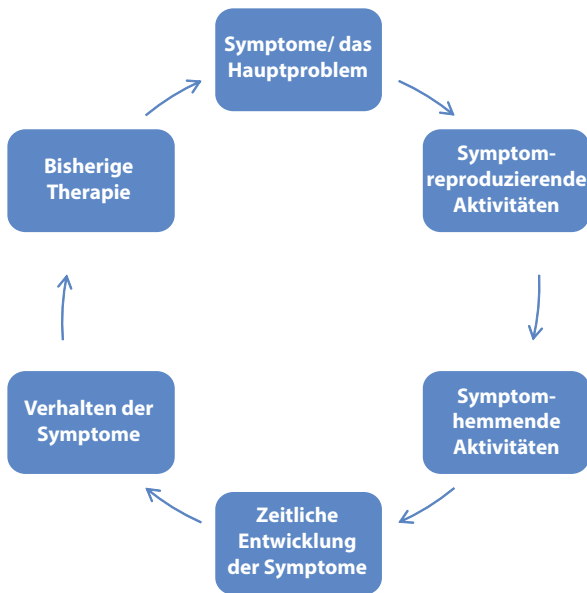 Symptome/ das
Hauptproblem
Symptom-
reproduzierende
Aktivitäten
Symptom-
hemmende
Aktivitäten
Zeitliche
Entwicklung
der Symptome
Verhalten der
Symptome
Bisherige
Therapie